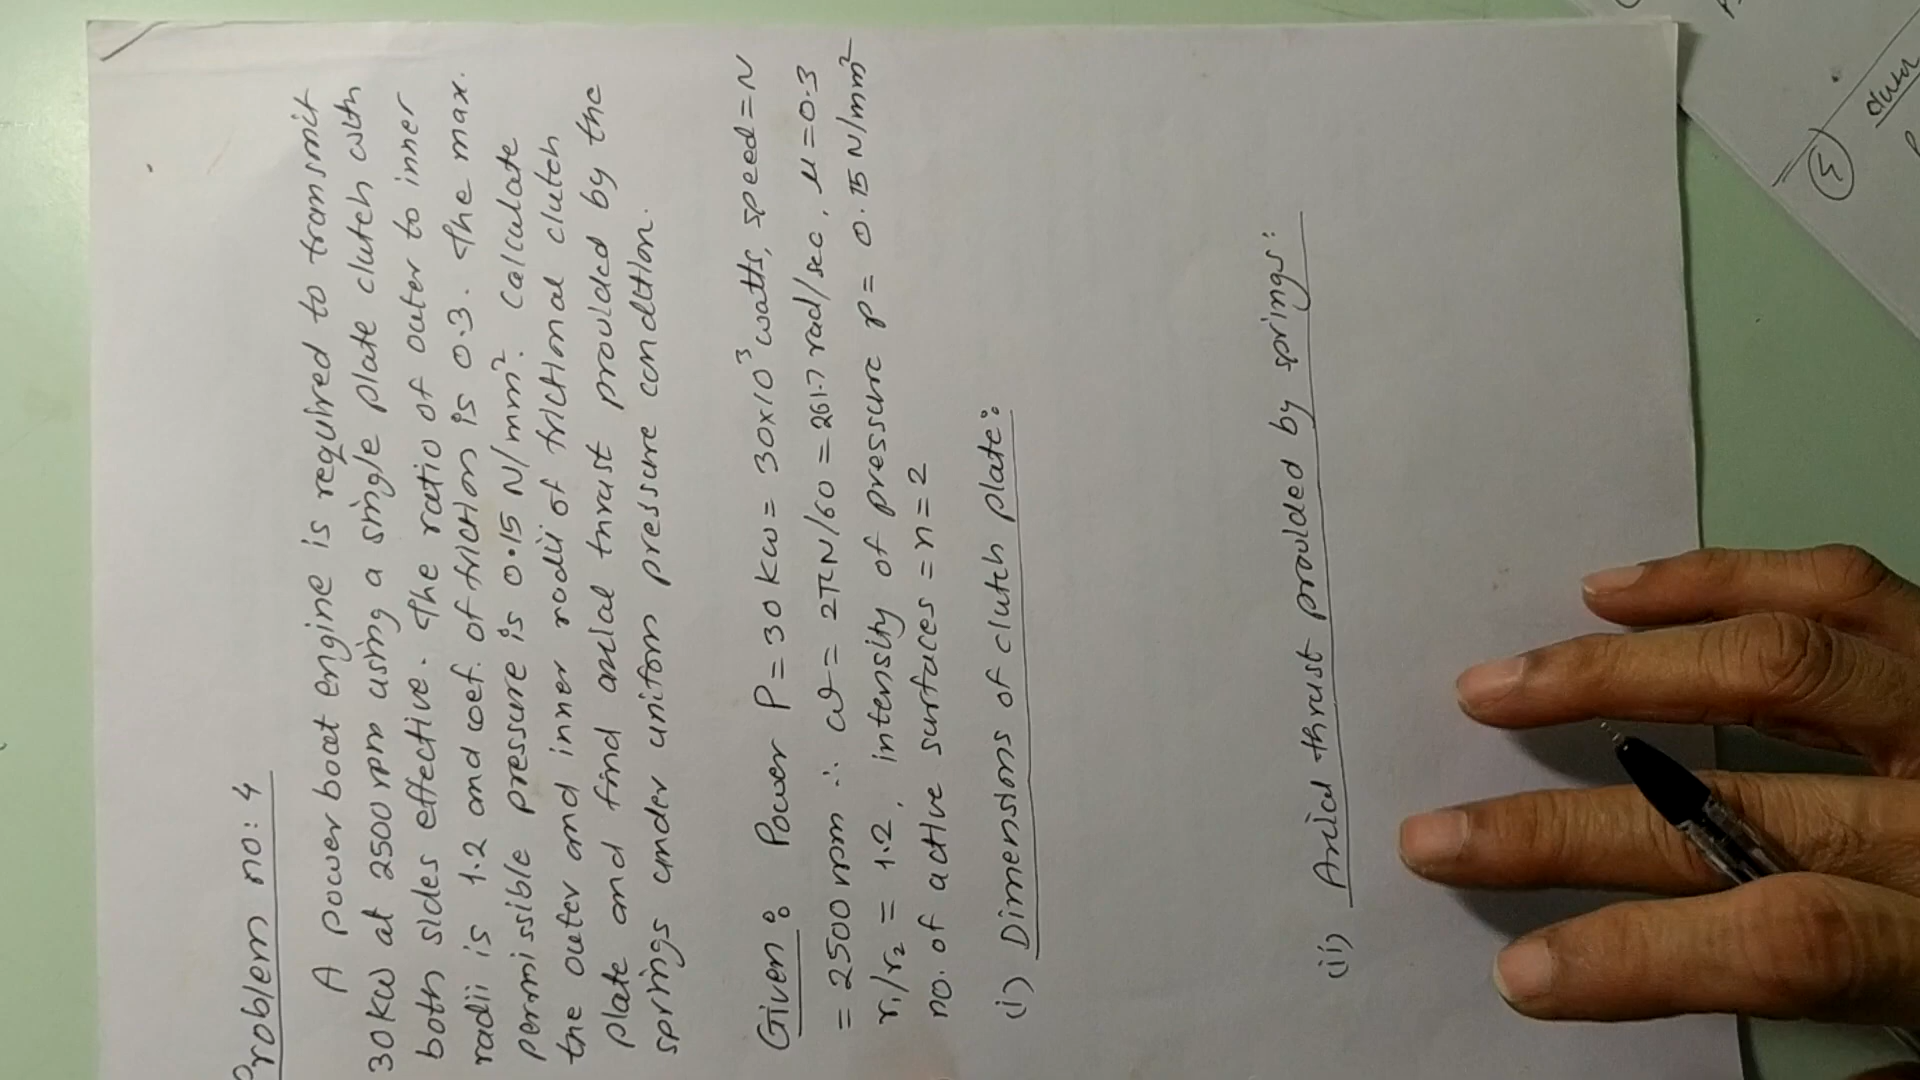 Problem no: 4
A power boat engine is required to transmit
30 kW at 2500 rpm using a single plate clutch with
both sides effective. The ratio of outer to inner
radii is 1.2 and coef. of friction is 0.3. The max.
permissible pressure is 0.15 N/mm². Calculate
the outer and inner radii of frictional clutch
plate and find axial thrust provided by the
springs under uniform pressure condition.
Given: Power P = 30 kW = 30×10³ watts, speed = N
= 2500 rpm ∴ ω = 2πN/60 = 261.7 rad/sec, μ = 0.3
r₁/r₂ = 1.2, intensity of pressure p = 0.15 N/mm²
no. of active surfaces = n = 2
(i) Dimensions of clutch plate:
(ii) Axial thrust provided by springs: